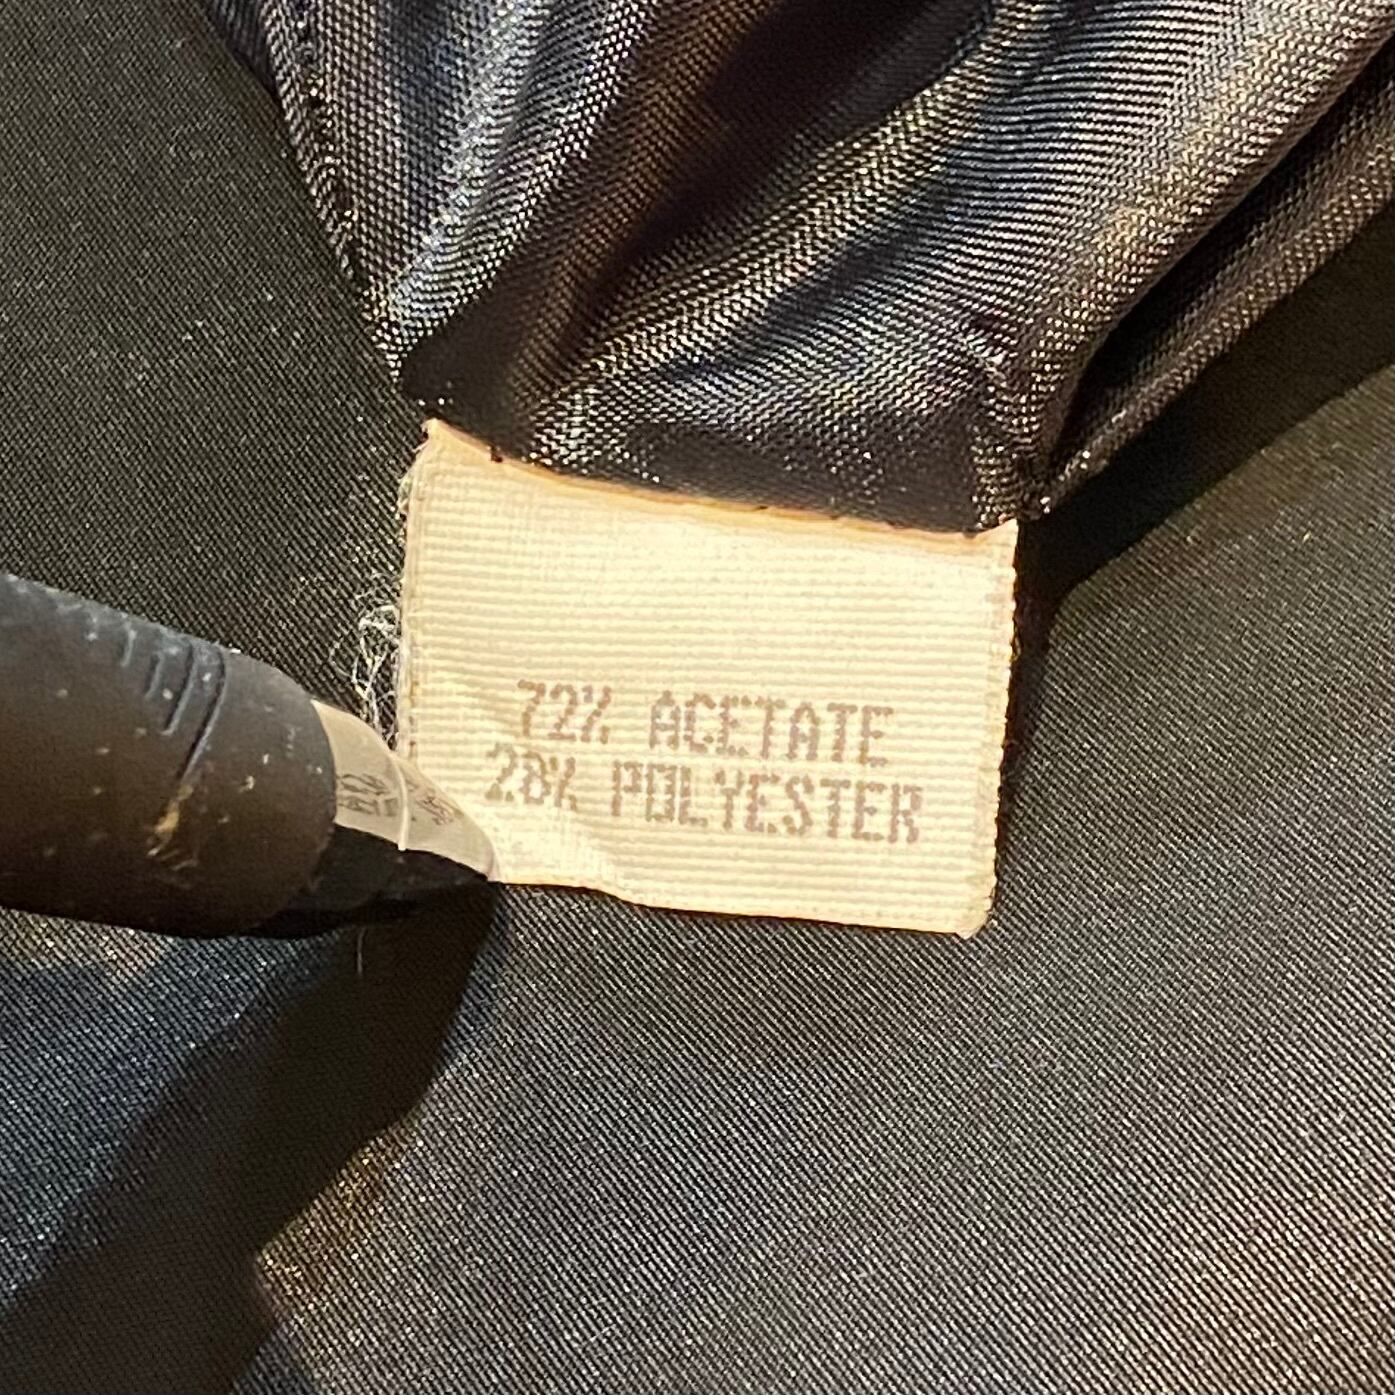 72% ACETATE
28% POLYESTER